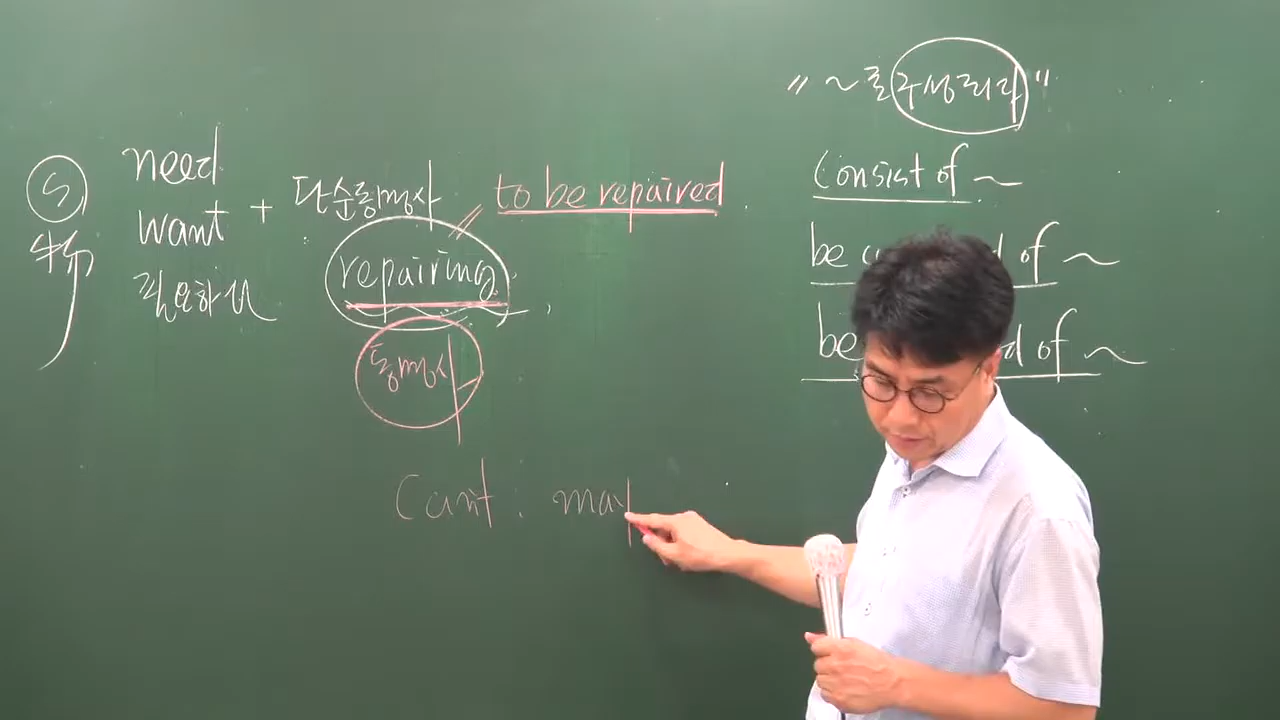 S
物
need
want
필요하다
+ 단순동명사 = to be repaired
repairing
동명사
Can't : may
"~로 구성되다"
consist of ~
be of ~
be of ~